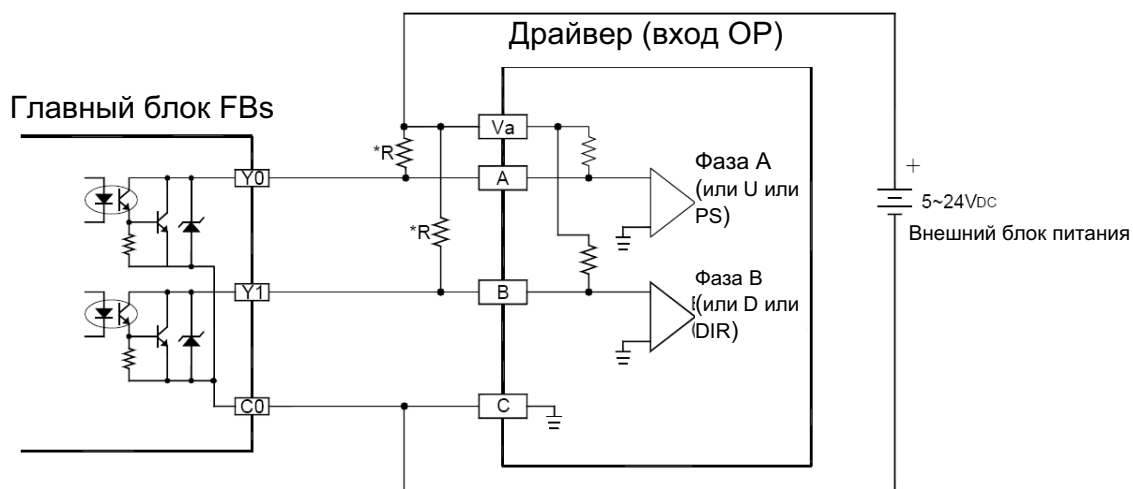 Драйвер (вход OP)
Главный блок FBs
Va
*R
Y0
A
Фаза A
(или U или
PS)
+
5~24VDC
Внешний блок питания
*R
Y1
B
Фаза B
(или D или
DIR)
C0
C